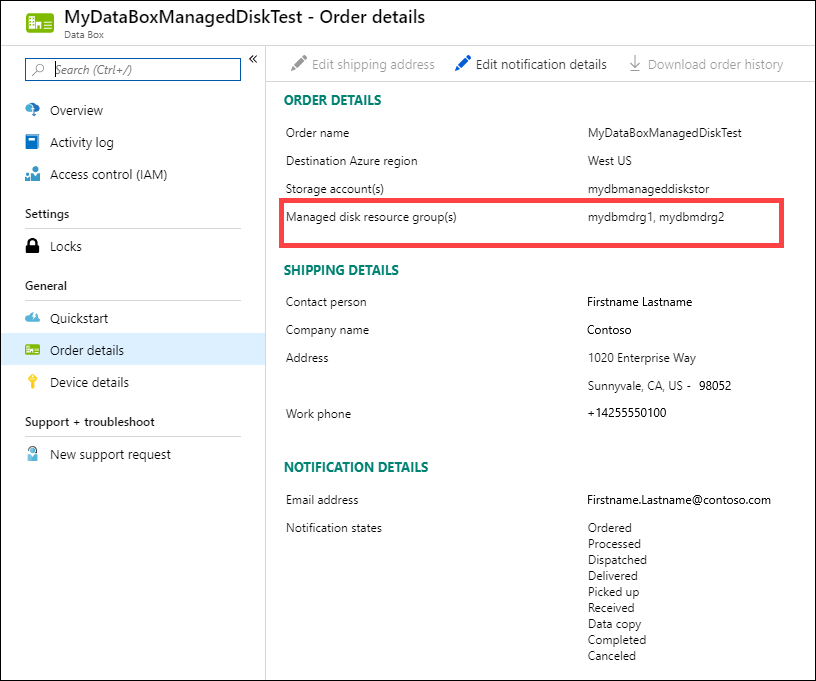 MyDataBoxManagedDiskTest - Order details
Data Box
Search (Ctrl+/)
«
Overview
Activity log
Access control (IAM)
Settings
Locks
General
Quickstart
Order details
Device details
Support + troubleshoot
New support request
Edit shipping address Edit notification details Download order history
ORDER DETAILS
Order name MyDataBoxManagedDiskTest
Destination Azure region West US
Storage account(s) mydbmanageddiskstor
Managed disk resource group(s) mydbmdrg1, mydbmdrg2
SHIPPING DETAILS
Contact person Firstname Lastname
Company name Contoso
Address 1020 Enterprise Way
Sunnyvale, CA, US - 98052
Work phone +14255550100
NOTIFICATION DETAILS
Email address Firstname.Lastname@contoso.com
Notification states Ordered
Processed
Dispatched
Delivered
Picked up
Received
Data copy
Completed
Canceled